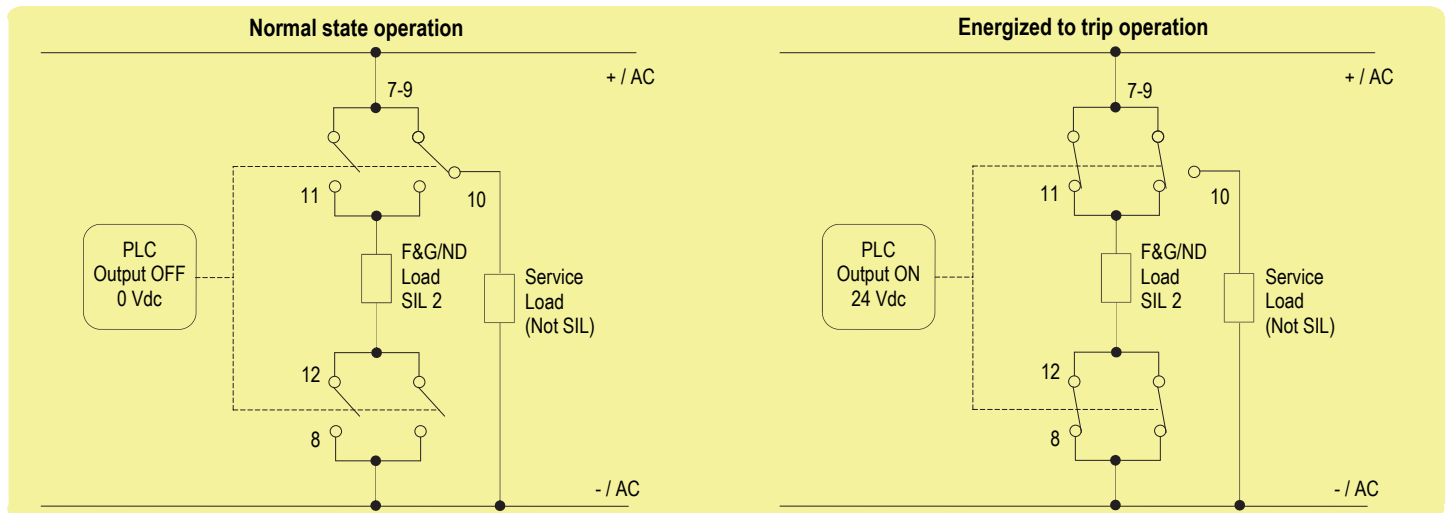 Normal state operation
+ / AC
7-9
11
10
PLC
Output OFF
0 Vdc
F&G/ND
Load
SIL 2
Service
Load
(Not SIL)
12
8
- / AC
Energized to trip operation
+ / AC
7-9
11
10
PLC
Output ON
24 Vdc
F&G/ND
Load
SIL 2
Service
Load
(Not SIL)
12
8
- / AC